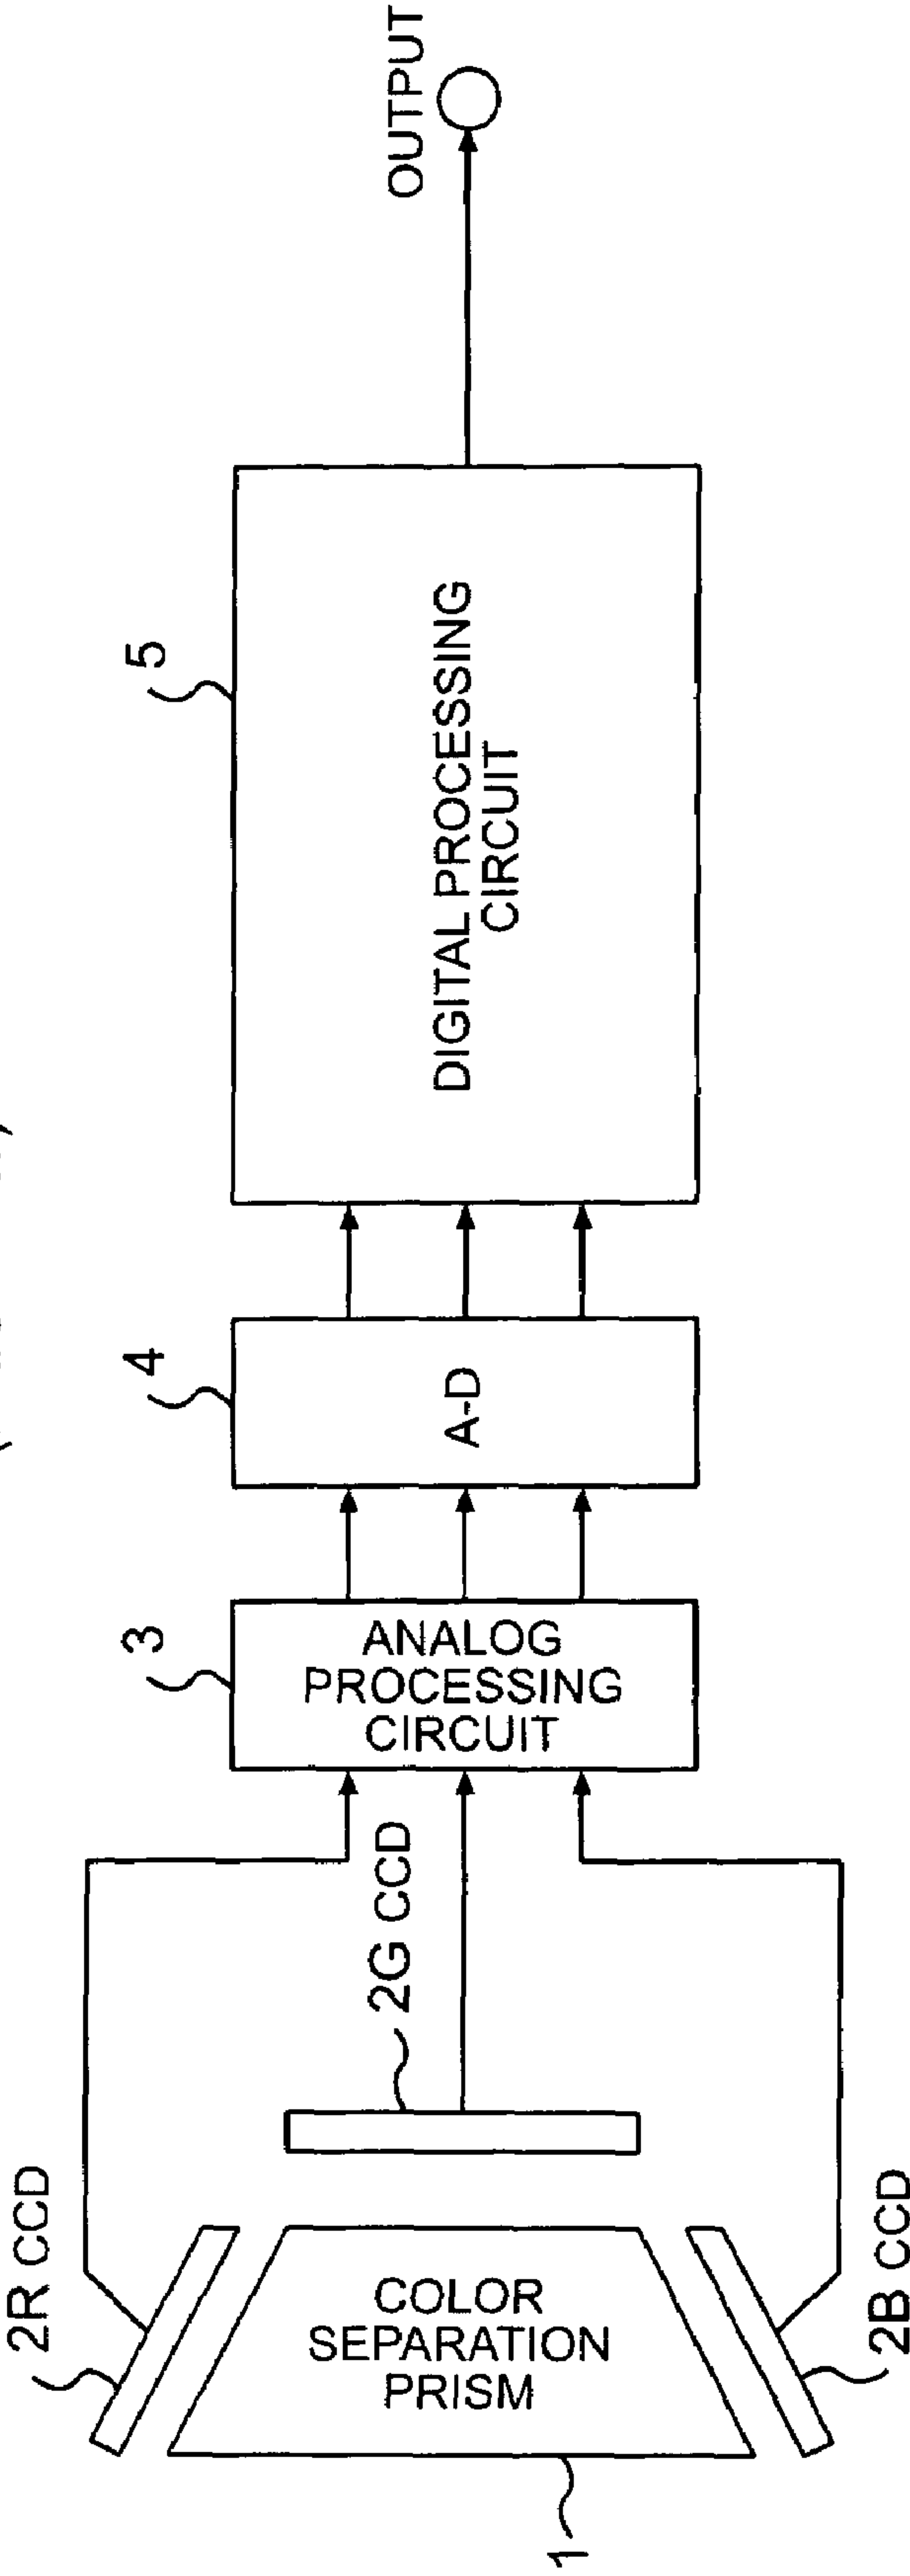 2R CCD
COLOR
SEPARATION
PRISM
1
2B CCD
2G CCD
3
ANALOG
PROCESSING
CIRCUIT
4
A-D
5
DIGITAL PROCESSING
CIRCUIT
OUTPUT